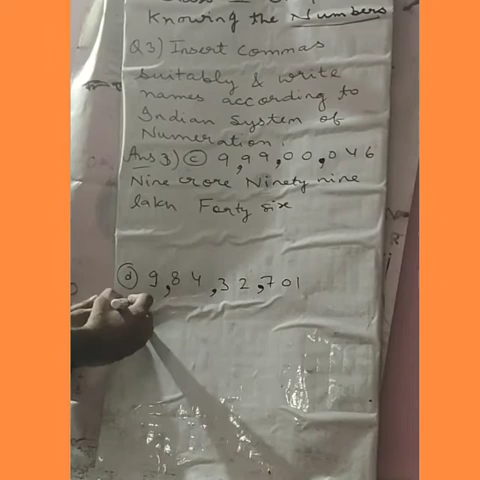 Knowing the Numbers
Q3) Insert commas
suitably & write
names according to
Indian System of
Numeration:
Ans 3) (c) 9,99,00,046
Nine crore Ninety nine
lakh Forty six
(d) 9,84,32,701